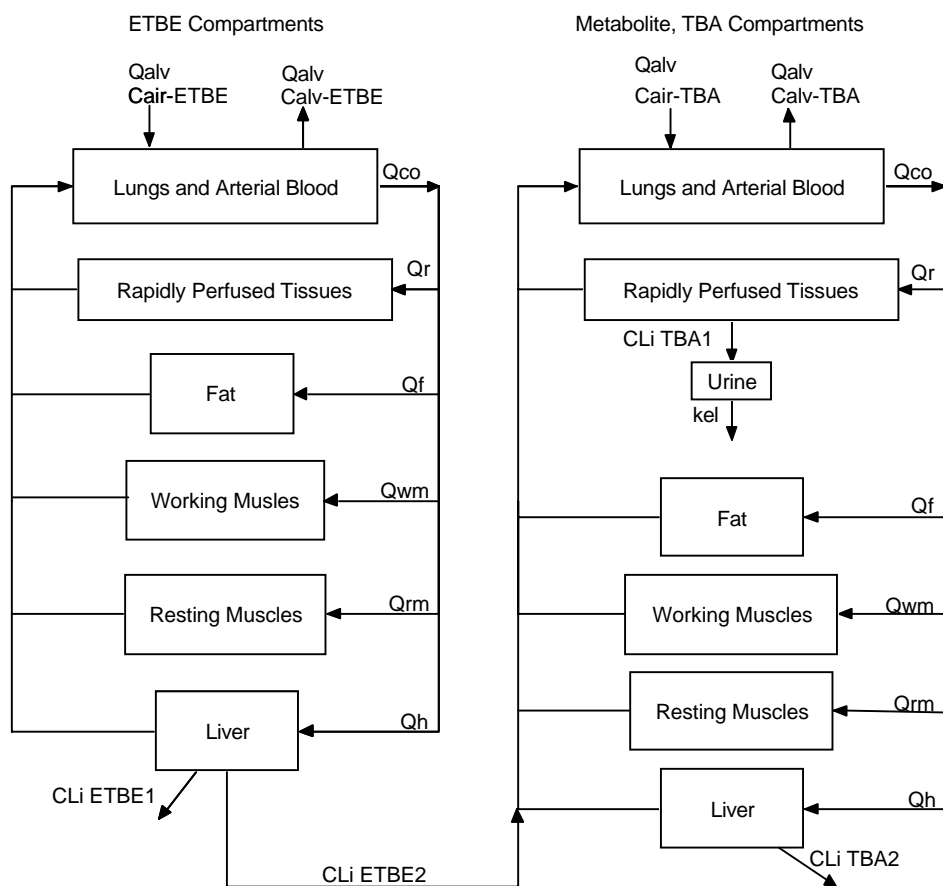 ETBE Compartments
Qalv
Cair-ETBE
Qalv
Calv-ETBE
Lungs and Arterial Blood
Qco
Rapidly Perfused Tissues
Qr
Fat
Qf
Working Musles
Qwm
Resting Muscles
Qrm
Liver
Qh
CLi ETBE1
CLi ETBE2
Metabolite, TBA Compartments
Qalv
Cair-TBA
Qalv
Calv-TBA
Lungs and Arterial Blood
Qco
Rapidly Perfused Tissues
Qr
CLi TBA1
Urine
kel
Fat
Qf
Working Muscles
Qwm
Resting Muscles
Qrm
Liver
Qh
CLi TBA2